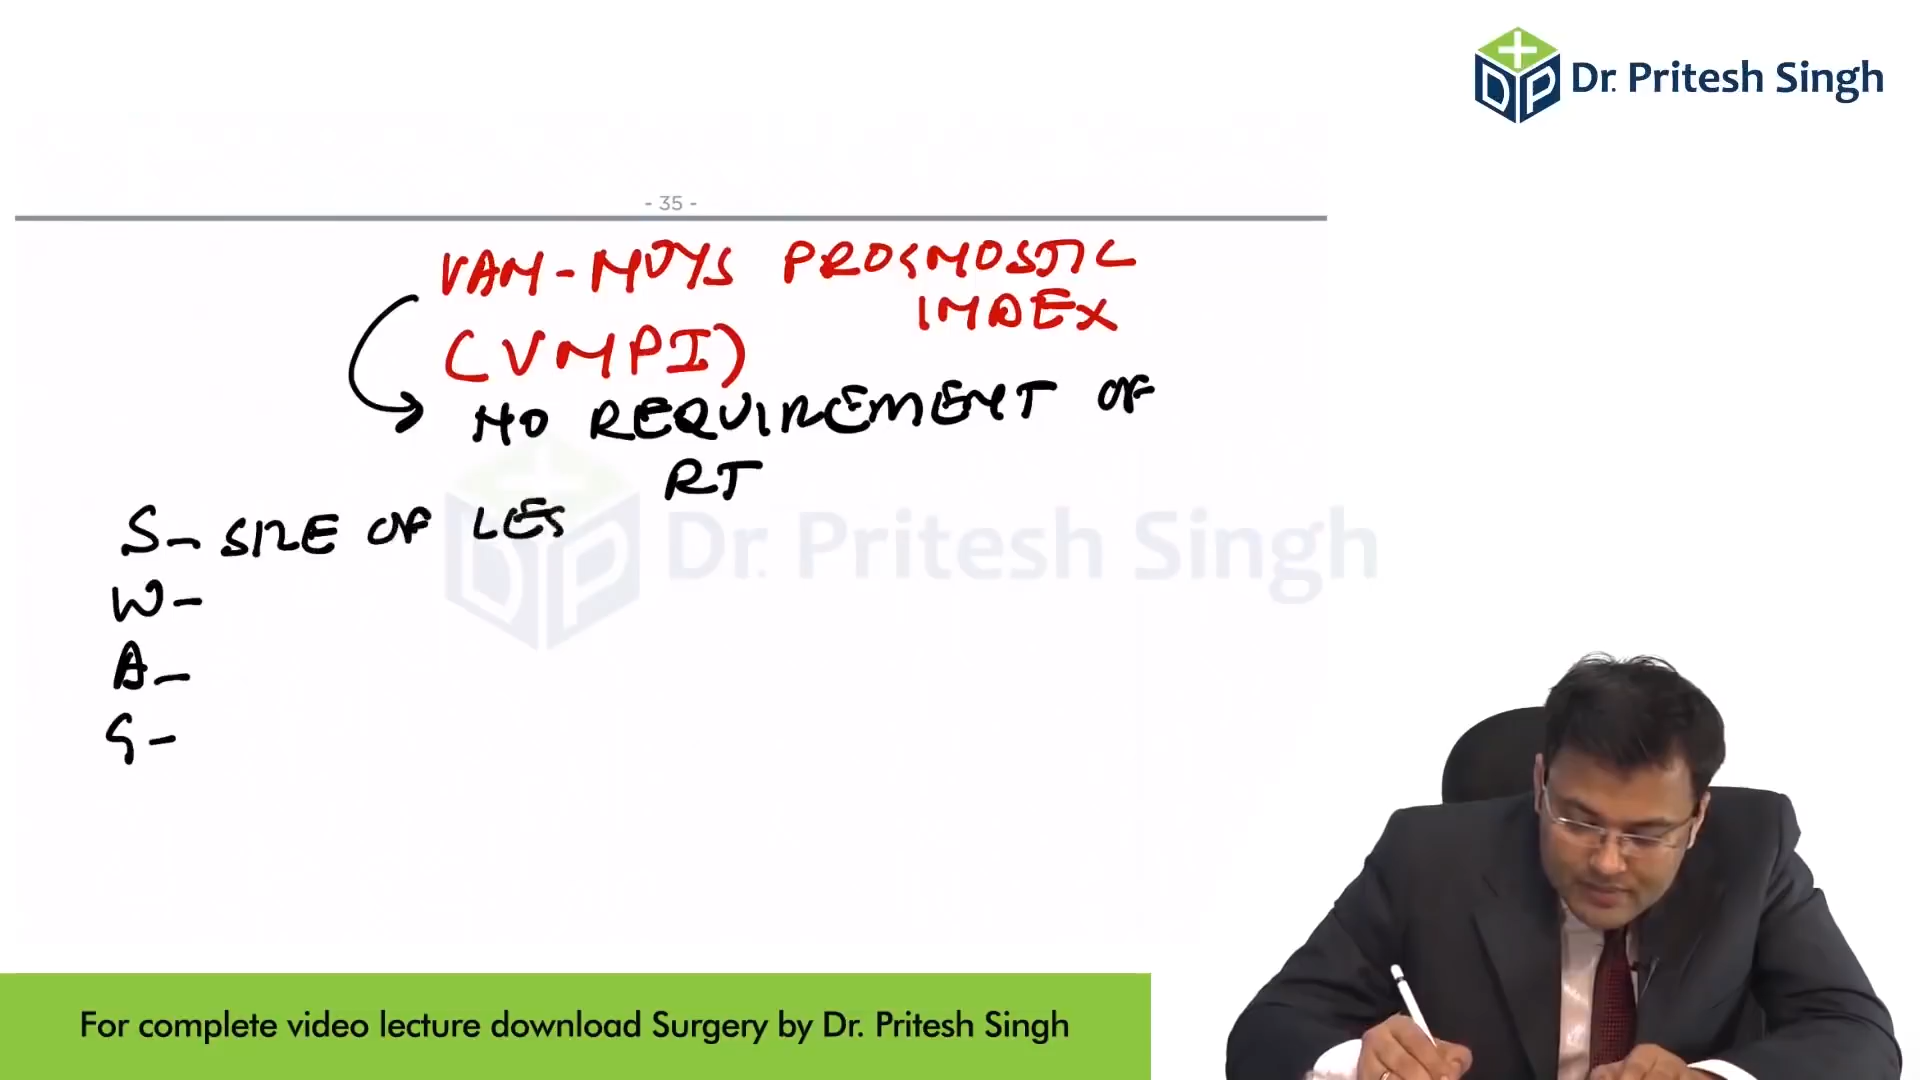 Dr. Pritesh Singh
- 35 -
VAN-NUYS PROGNOSTIC
INDEX
(VNPI)
NO REQUIREMENT OF
RT
S- SIZE OF LES
W-
A-
G-
DP Dr. Pritesh Singh
For complete video lecture download Surgery by Dr. Pritesh Singh